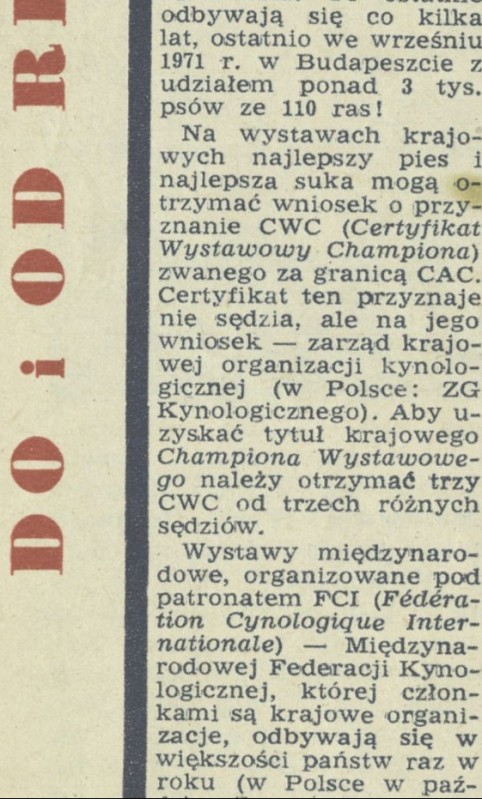 DO i OD R
odbywają się co kilka
lat, ostatnio we wrześniu
1971 r. w Budapeszcie z
udziałem ponad 3 tys.
psów ze 110 ras!
Na wystawach krajo-
wych najlepszy pies i
najlepsza suka mogą o-
trzymać wniosek o przy-
znanie CWC (Certyfikat
Wystawowy Championa)
zwanego za granicą CAC.
Certyfikat ten przyznaje
nie sędzia, ale na jego
wniosek — zarząd krajo-
wej organizacji kynolo-
gicznej (w Polsce: ZG
Kynologicznego). Aby u-
zyskać tytuł krajowego
Championa Wystawowe-
go należy otrzymać trzy
CWC od trzech różnych
sędziów.
Wystawy międzynaro-
dowe, organizowane pod
patronatem FCI (Fédéra-
tion Cynologique Inter-
nationale) — Międzyna-
rodowej Federacji Kyno-
logicznej, której człon-
kami są krajowe organi-
zacje, odbywają się w
większości państw raz w
roku (w Polsce w paź-